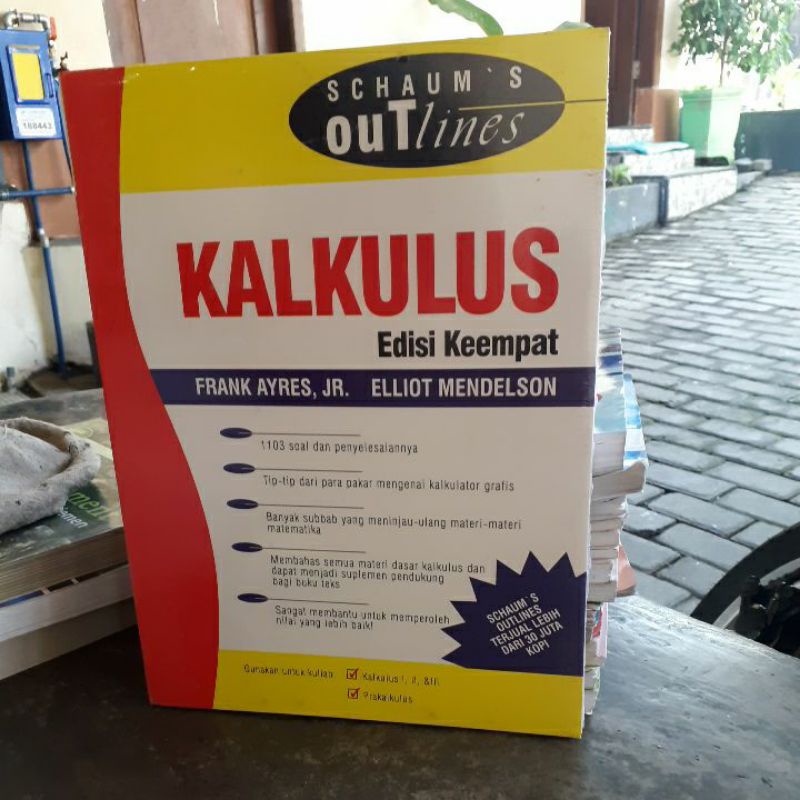 SCHAUM`S
ouTlines
KALKULUS
Edisi Keempat
FRANK AYRES, JR. ELLIOT MENDELSON
1103 soal dan penyelesaiannya
Tip-tip dari para pakar mengenai kalkulator grafis
Banyak subbab yang meninjau-ulang materi-materi
matematika
Membahas semua materi dasar kalkulus dan
dapat menjadi suplemen pendukung
bagi buku teks
Sangat membantu untuk memperoleh
nilai yang lebih baik!
SCHAUM`S
OUTLINES
TERJUAL LEBIH
DARI 30 JUTA
KOPI
Gunakan untuk kuliah
Kalkulus I, II, &III
Prakalkulus
188443